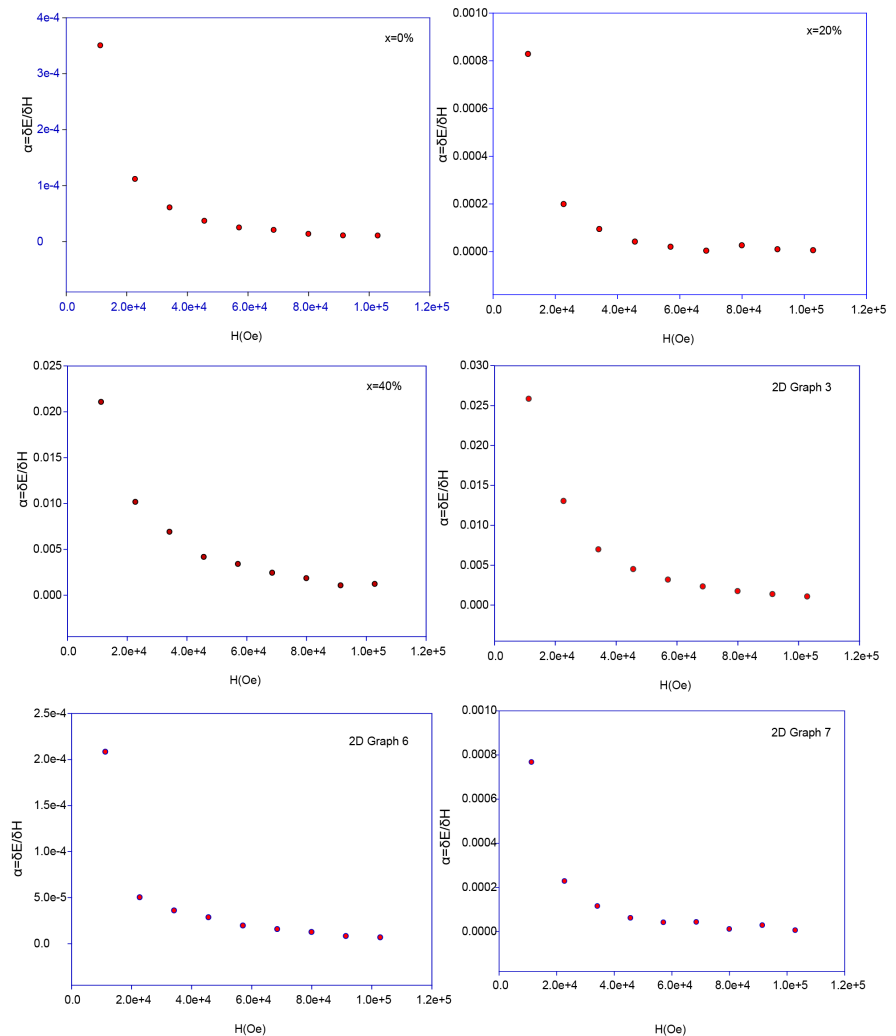 4e-4
x=0%
3e-4
2e-4
1e-4
0
α=δE/δH
0.0 2.0e+4 4.0e+4 6.0e+4 8.0e+4 1.0e+5 1.2e+5
H(Oe)
0.0010
x=20%
0.0008
0.0006
0.0004
0.0002
0.0000
α=δE/δH
0.0 2.0e+4 4.0e+4 6.0e+4 8.0e+4 1.0e+5 1.2e+5
H(Oe)
0.025
x=40%
0.020
0.015
0.010
0.005
0.000
α=δE/δH
0.0 2.0e+4 4.0e+4 6.0e+4 8.0e+4 1.0e+5 1.2e+5
H(Oe)
0.030
2D Graph 3
0.025
0.020
0.015
0.010
0.005
0.000
α=δE/δH
0.0 2.0e+4 4.0e+4 6.0e+4 8.0e+4 1.0e+5 1.2e+5
H(Oe)
2.5e-4
2D Graph 6
2.0e-4
1.5e-4
1.0e-4
5.0e-5
0.0
α=δE/δH
0.0 2.0e+4 4.0e+4 6.0e+4 8.0e+4 1.0e+5 1.2e+5
H(Oe)
0.0010
2D Graph 7
0.0008
0.0006
0.0004
0.0002
0.0000
α=δE/δH
0.0 2.0e+4 4.0e+4 6.0e+4 8.0e+4 1.0e+5 1.2e+5
H(Oe)